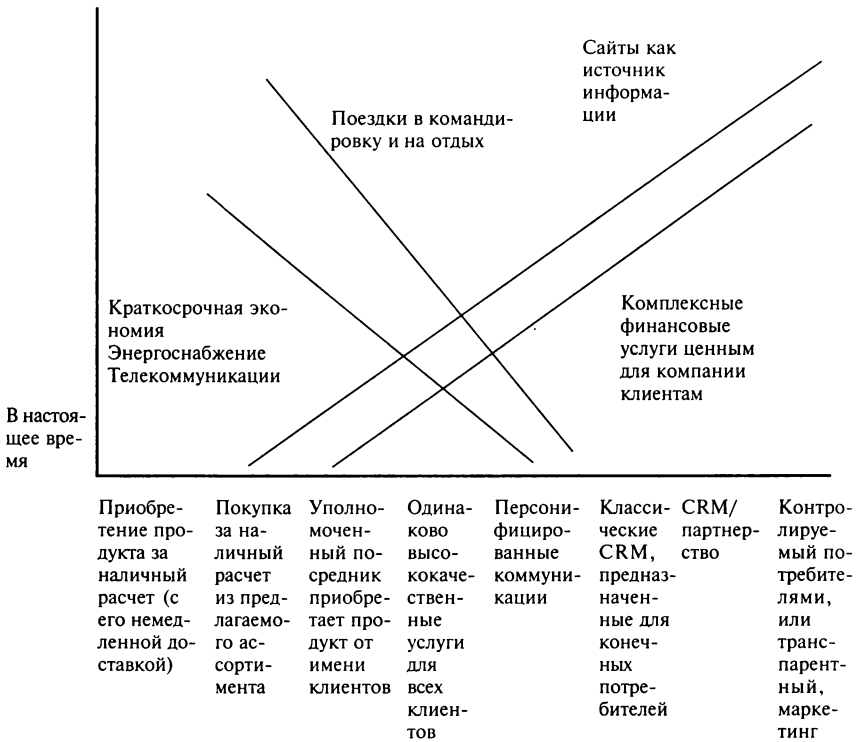 Сайты как
источник
информа-
ции
Поездки в команди-
ровку и на отдых
Краткосрочная эко-
номия
Энергоснабжение
Телекоммуникации
Комплексные
финансовые
услуги ценным
для компании
клиентам
В настоя-
щее вре-
мя
Приобре-
тение про-
дукта за
наличный
расчет (с
его немед-
ленной до-
ставкой)
Покупка
за на-
личный
расчет
из пред-
лагаемо-
го ас-
сорти-
мента
Уполно-
мочен-
ный по-
средник
приобре-
тает про-
дукт от
имени
клиентов
Одина-
ково
высо-
кокаче-
ствен-
ные
услуги
для
всех
клиен-
тов
Персони-
фициро-
ванные
коммуни-
кации
Класси-
ческие
CRM,
предназ-
начен-
ные для
конеч-
ных
потре-
бителей
CRM/
партнер-
ство
Контро-
лируе-
мый по-
требите-
лями,
или
транс-
парент-
ный,
марке-
тинг